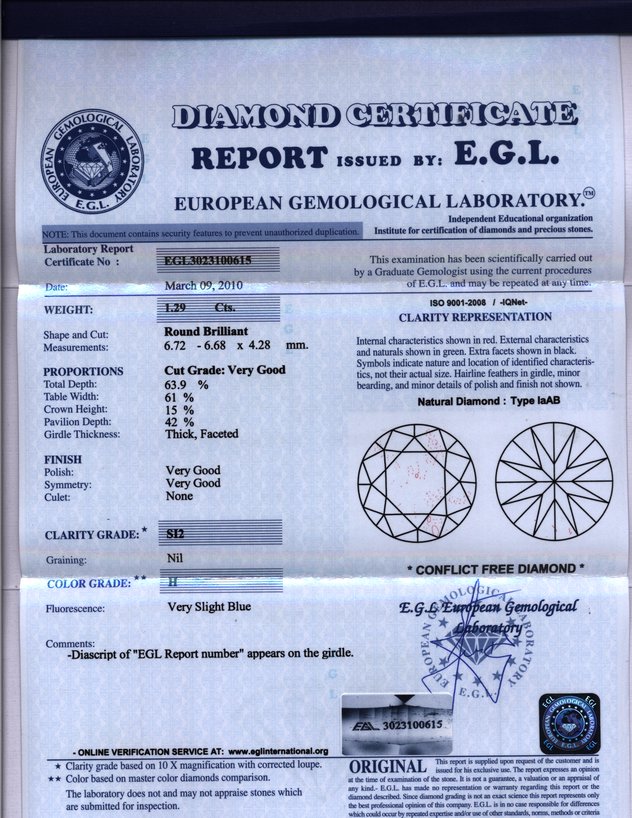 DIAMOND CERTIFICATE
REPORT ISSUED BY: E.G.L.
EUROPEAN GEMOLOGICAL LABORATORY.™
EUROPEAN GEMOLOGICAL LABORATORY
E.G.L.
Independent Educational organization
Institute for certification of diamonds and precious stones.
NOTE: This document contains security features to prevent unauthorized duplication.
Laboratory Report
Certificate No : EGL3023100615
Date: March 09, 2010
WEIGHT: 1.29 Cts.
Shape and Cut: Round Brilliant
Measurements: 6.72 - 6.68 x 4.28 mm.
PROPORTIONS Cut Grade: Very Good
Total Depth: 63.9 %
Table Width: 61 %
Crown Height: 15 %
Pavilion Depth: 42 %
Girdle Thickness: Thick, Faceted
FINISH
Polish: Very Good
Symmetry: Very Good
Culet: None
CLARITY GRADE: * SI2
Graining: Nil
COLOR GRADE: ** H
Fluorescence: Very Slight Blue
Comments:
-Diascript of "EGL Report number" appears on the girdle.
- ONLINE VERIFICATION SERVICE AT: www.eglinternational.org
★ Clarity grade based on 10 X magnification with corrected loupe.
★★ Color based on master color diamonds comparison.
The laboratory does not and may not appraise stones which
are submitted for inspection.
This examination has been scientifically carried out
by a Graduate Gemologist using the current procedures
of E.G.L. and may be repeated at any time.
ISO 9001-2008 / -IQNet-
CLARITY REPRESENTATION
Internal characteristics shown in red. External characteristics
and naturals shown in green. Extra facets shown in black.
Symbols indicate nature and location of identified characteris-
tics, not their actual size. Hairline feathers in girdle, minor
bearding, and minor details of polish and finish not shown.
Natural Diamond : Type IaAB
* CONFLICT FREE DIAMOND *
E.G.L European Gemological
Laboratory
EUROPEAN GEMOLOGICAL LABORATORY
E.G.L.
EGL 3023100615
EGL EGL
E.G.L.
ORIGINAL This report is supplied upon request of the customer and is
issued for his exclusive use. The report expresses an opinion
at the time of examination of the stone. It is not a guarantee, a valuation or an appraisal of
any kind.- E.G.L. has made no representation or warranty regarding this report or the
diamond described. Since diamond grading is not an exact science this report represents only
the best professional opinion of this company. E.G.L. is in no case responsible for differences
which could occur by repeated expertise and/or use of other standards, norms, methods or criteria